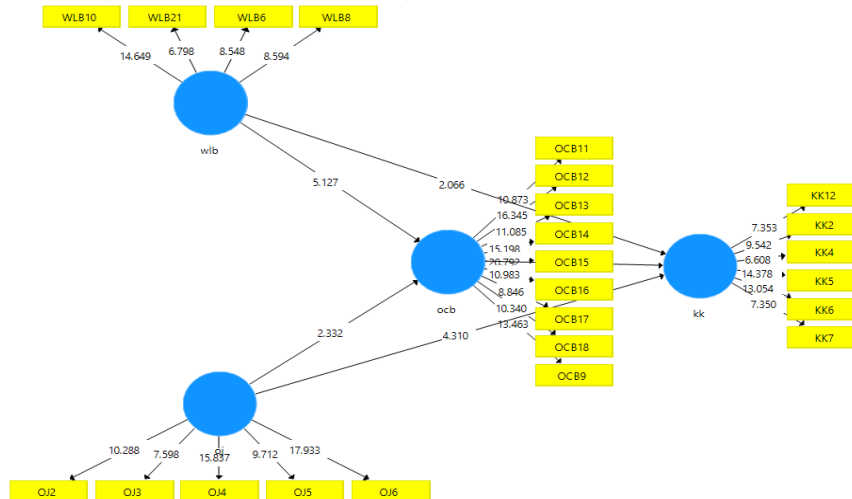 WLB10 WLB21 WLB6 WLB8
14.649 6.798 8.548 8.594
wlb
5.127
2.066
OCB11
OCB12
OCB13
OCB14
OCB15
OCB16
OCB17
OCB18
OCB9
10.873
16.345
11.085
15.198
20.792
10.983
8.846
10.340
13.463
ocb
KK12
KK2
KK4
KK5
KK6
KK7
7.353
9.542
6.608
14.378
13.054
7.350
kk
2.332
4.310
oj
10.288 7.598 15.837 9.712 17.933
OJ2 OJ3 OJ4 OJ5 OJ6